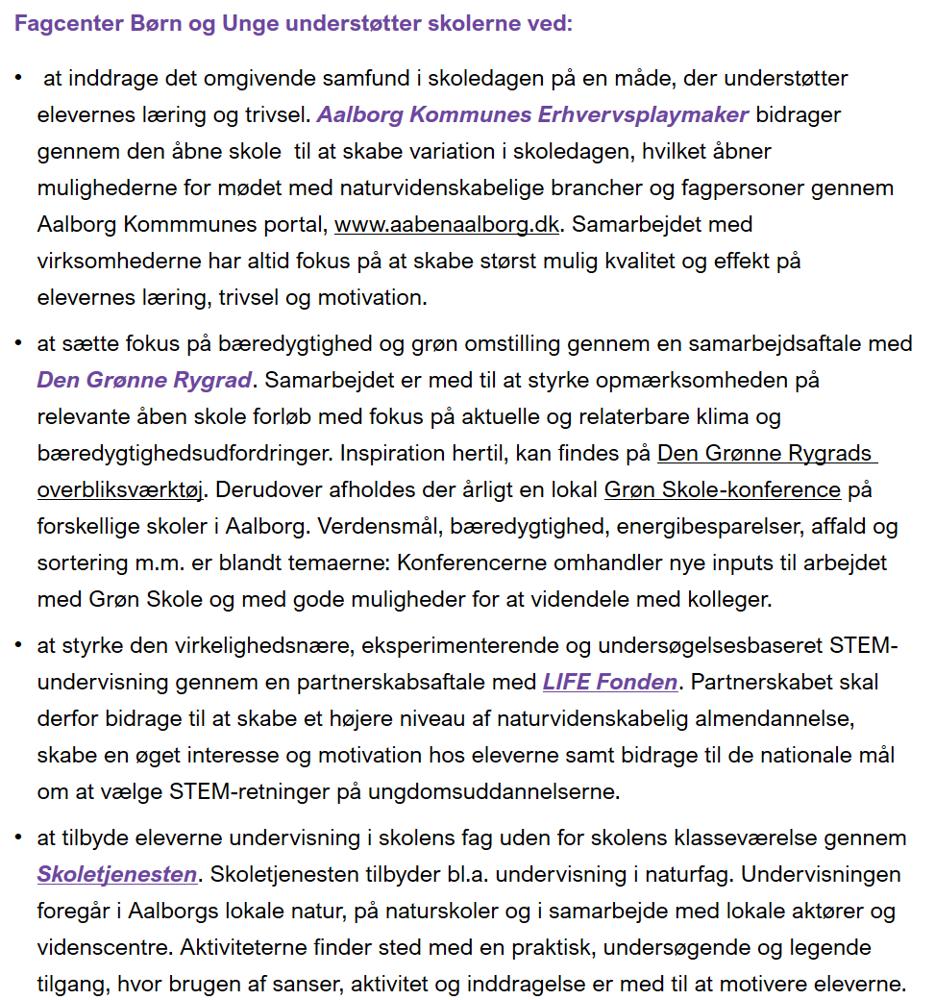 Fagcenter Børn og Unge understøtter skolerne ved:
• at inddrage det omgivende samfund i skoledagen på en måde, der understøtter
elevernes læring og trivsel. Aalborg Kommunes Erhvervsplaymaker bidrager
gennem den åbne skole til at skabe variation i skoledagen, hvilket åbner
mulighederne for mødet med naturvidenskabelige brancher og fagpersoner gennem
Aalborg Kommmunes portal, www.aabenaalborg.dk. Samarbejdet med
virksomhederne har altid fokus på at skabe størst mulig kvalitet og effekt på
elevernes læring, trivsel og motivation.
• at sætte fokus på bæredygtighed og grøn omstilling gennem en samarbejdsaftale med
Den Grønne Rygrad. Samarbejdet er med til at styrke opmærksomheden på
relevante åben skole forløb med fokus på aktuelle og relaterbare klima og
bæredygtighedsudfordringer. Inspiration hertil, kan findes på Den Grønne Rygrads
overbliksværktøj. Derudover afholdes der årligt en lokal Grøn Skole-konference på
forskellige skoler i Aalborg. Verdensmål, bæredygtighed, energibesparelser, affald og
sortering m.m. er blandt temaerne: Konferencerne omhandler nye inputs til arbejdet
med Grøn Skole og med gode muligheder for at videndele med kolleger.
• at styrke den virkelighedsnære, eksperimenterende og undersøgelsesbaseret STEM-
undervisning gennem en partnerskabsaftale med LIFE Fonden. Partnerskabet skal
derfor bidrage til at skabe et højere niveau af naturvidenskabelig almendannelse,
skabe en øget interesse og motivation hos eleverne samt bidrage til de nationale mål
om at vælge STEM-retninger på ungdomsuddannelserne.
• at tilbyde eleverne undervisning i skolens fag uden for skolens klasseværelse gennem
Skoletjenesten. Skoletjenesten tilbyder bl.a. undervisning i naturfag. Undervisningen
foregår i Aalborgs lokale natur, på naturskoler og i samarbejde med lokale aktører og
videnscentre. Aktiviteterne finder sted med en praktisk, undersøgende og legende
tilgang, hvor brugen af sanser, aktivitet og inddragelse er med til at motivere eleverne.